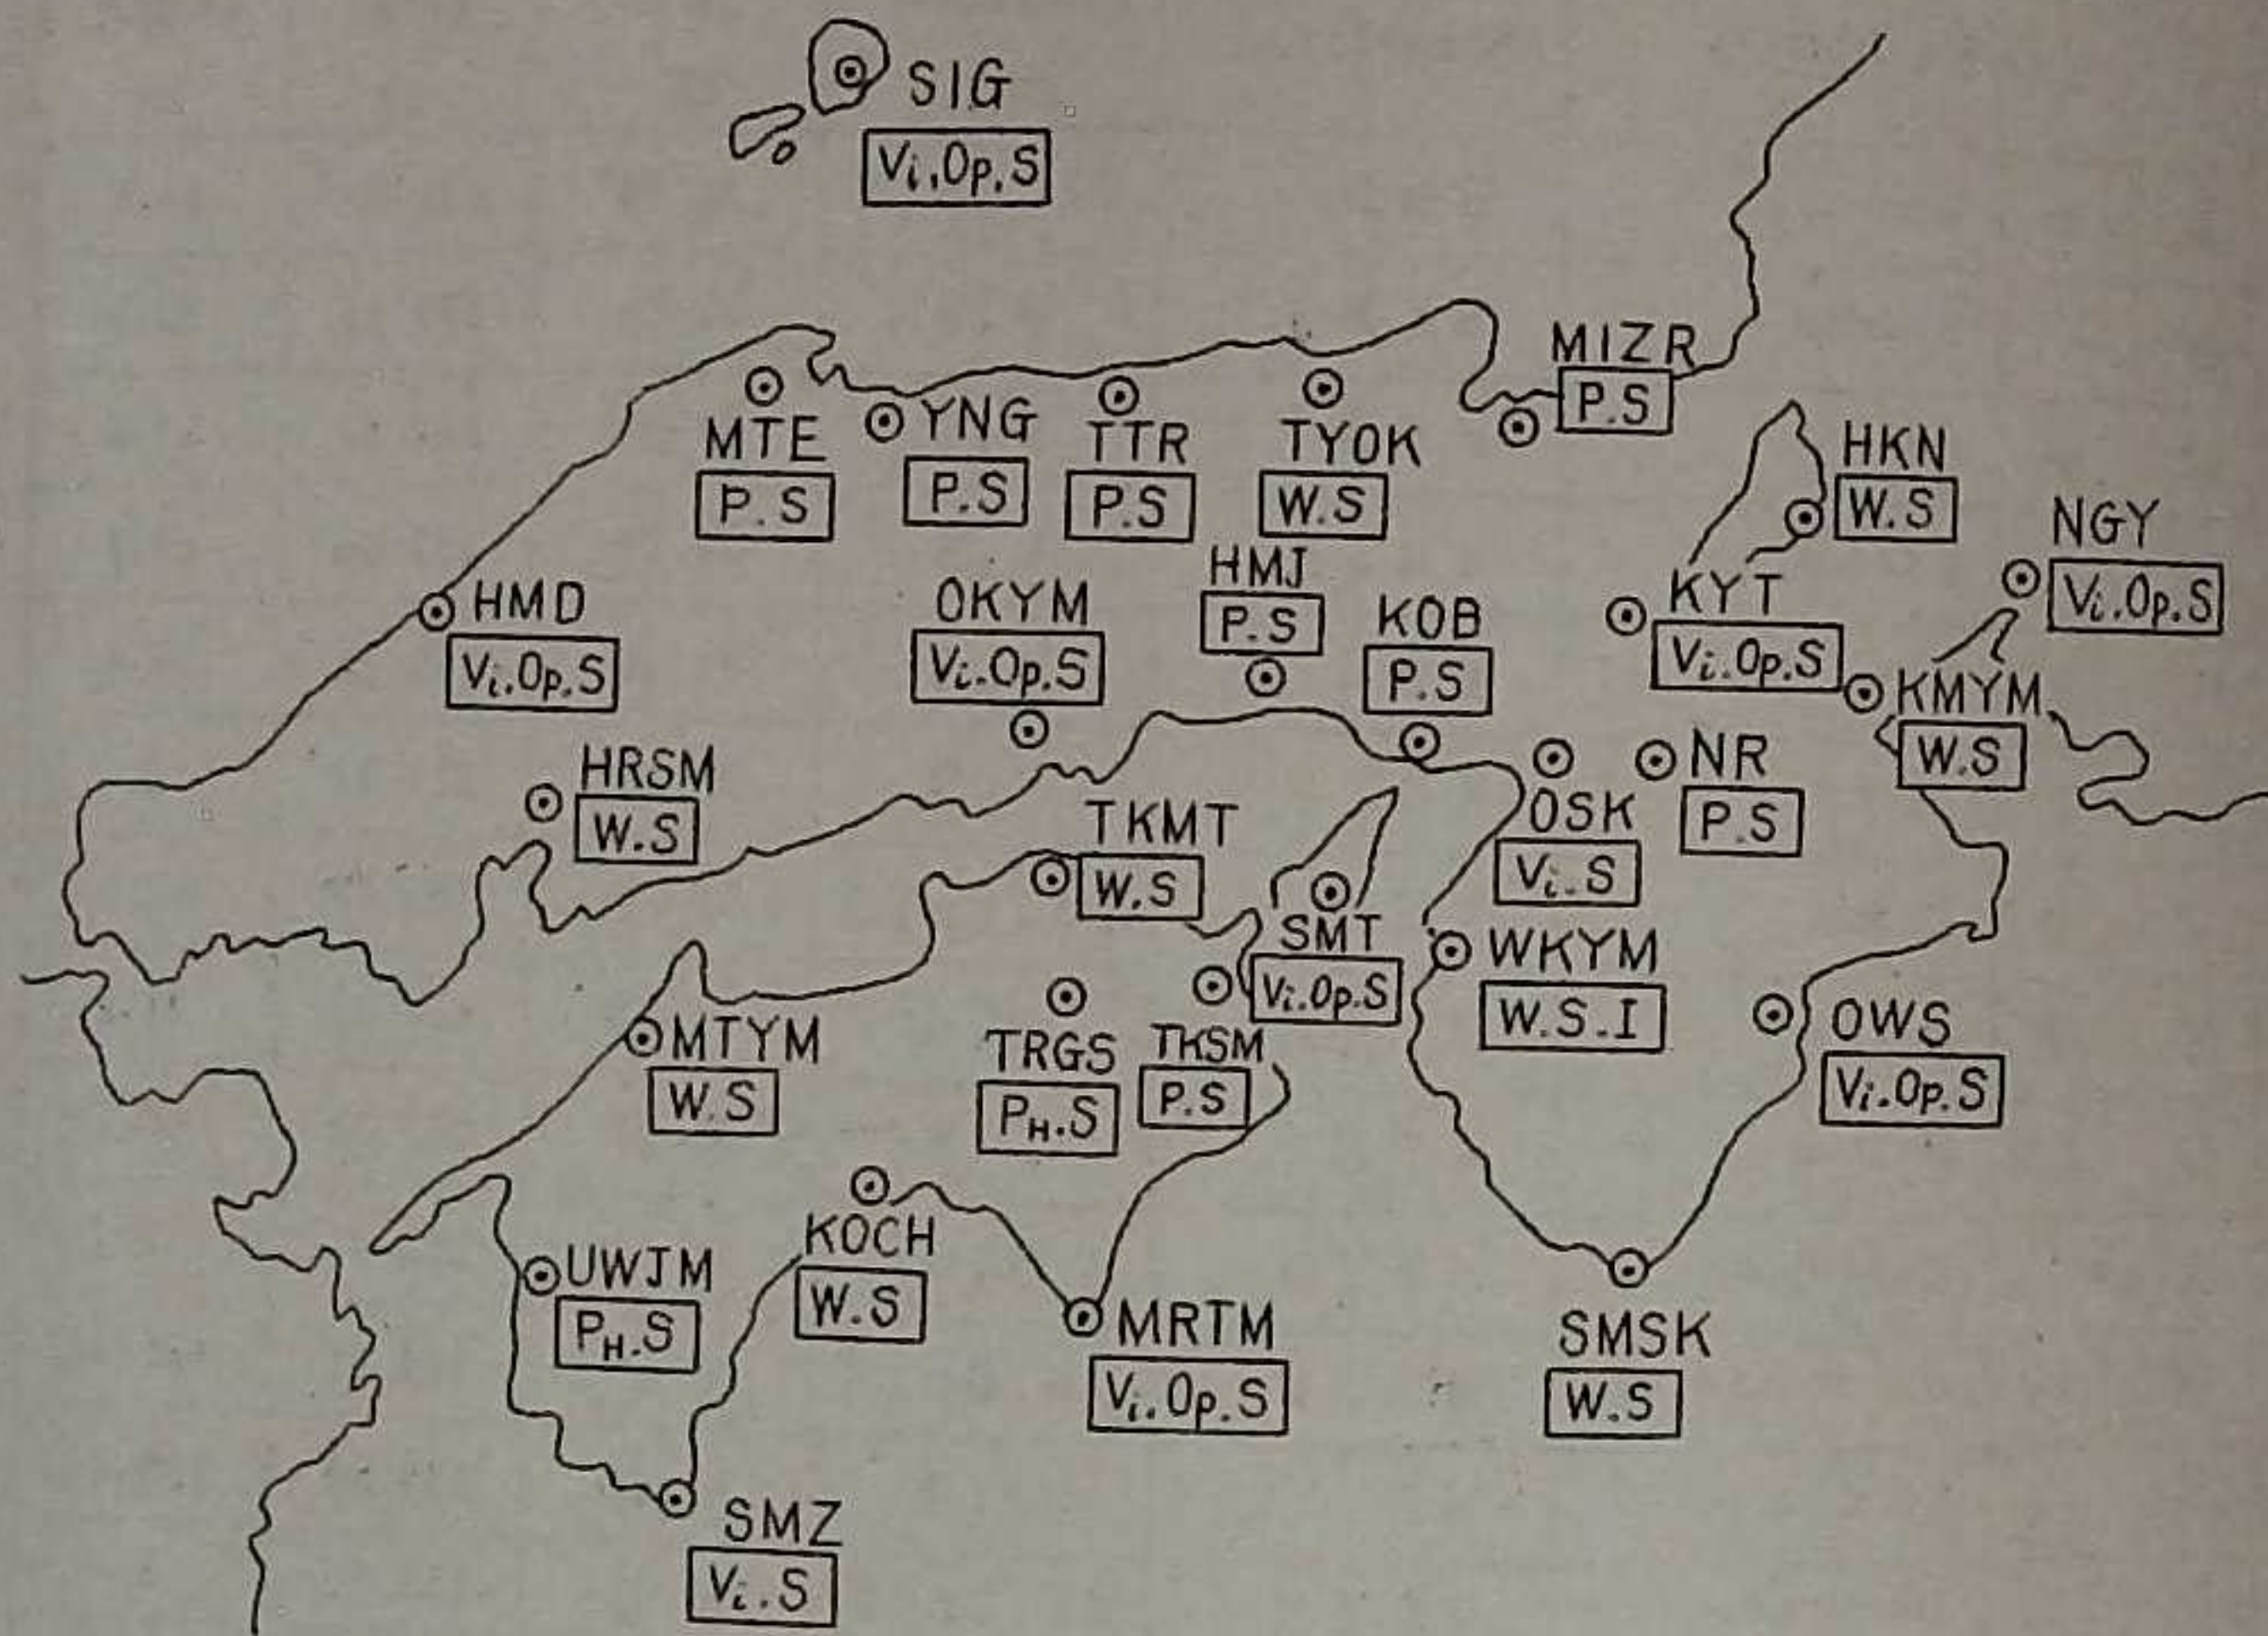 SIG
Vi.Op.S
MIZR
P.S
MTE
P.S
YNG
P.S
TTR
P.S
TYOK
W.S
HKN
W.S
NGY
Vi.Op.S
HMD
Vi.Op.S
OKYM
Vi.Op.S
HMJ
P.S
KOB
P.S
KYT
Vi.Op.S
KMYM
W.S
HRSM
W.S
TKMT
W.S
OSK
Vi.S
NR
P.S
SMT
Vi.Op.S
WKYM
W.S.I
OWS
Vi.Op.S
MTYM
W.S
TRGS
PH.S
TKSM
P.S
UWJM
PH.S
KOCH
W.S
MRTM
Vi.Op.S
SMSK
W.S
SMZ
Vi.S